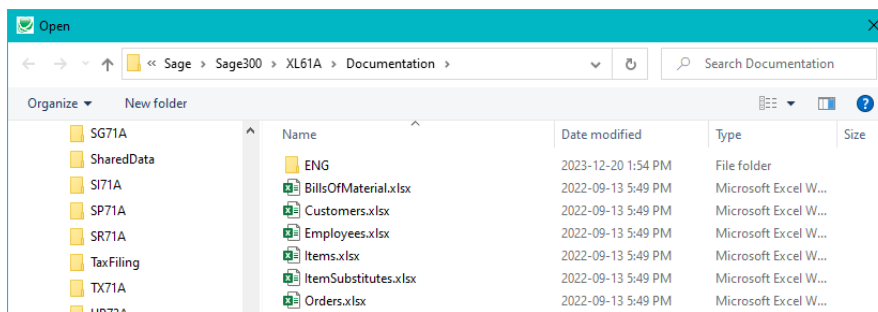 Open
« Sage > Sage300 > XL61A > Documentation > Search Documentation
Organize New folder
Name Date modified Type Size
SG71A
SharedData
SI71A
SP71A
SR71A
TaxFiling
TX71A
ENG 2023-12-20 1:54 PM File folder
BillsOfMaterial.xlsx 2022-09-13 5:49 PM Microsoft Excel W...
Customers.xlsx 2022-09-13 5:49 PM Microsoft Excel W...
Employees.xlsx 2022-09-13 5:49 PM Microsoft Excel W...
Items.xlsx 2022-09-13 5:49 PM Microsoft Excel W...
ItemSubstitutes.xlsx 2022-09-13 5:49 PM Microsoft Excel W...
Orders.xlsx 2022-09-13 5:49 PM Microsoft Excel W...